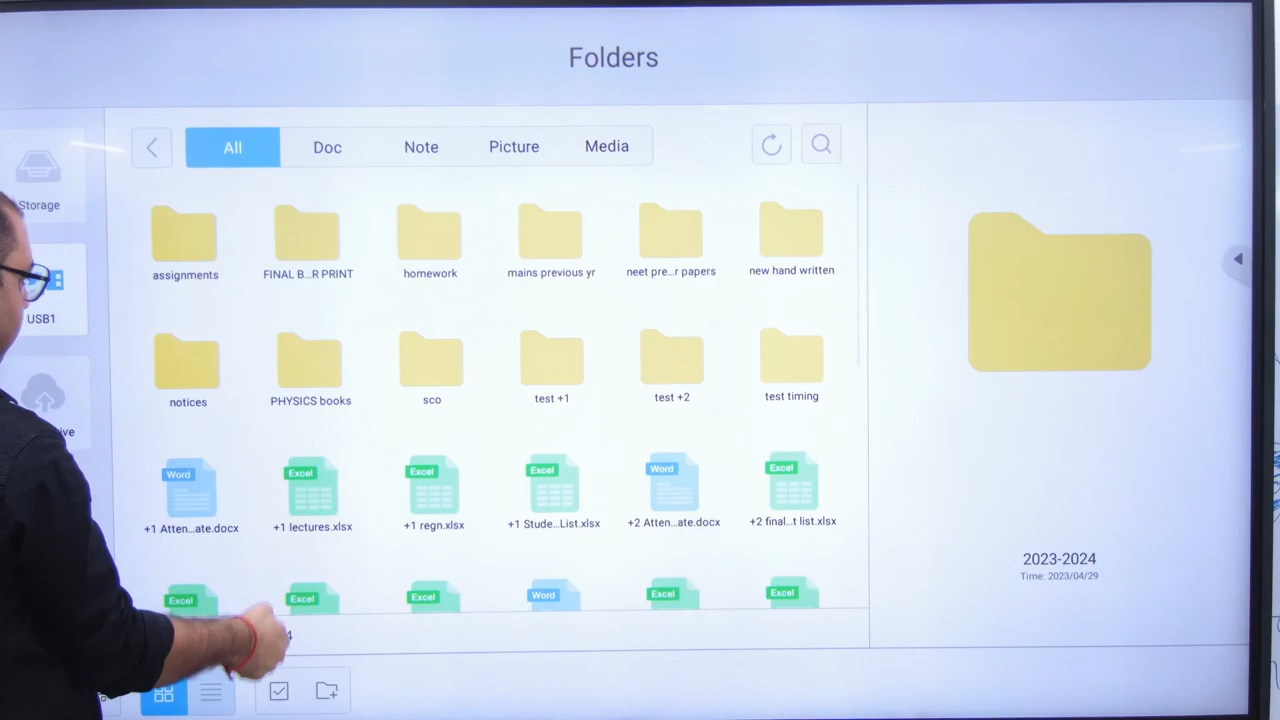 Folders
All Doc Note Picture Media
Storage
USB1
assignments FINAL B...R PRINT homework mains previous yr neet pre...r papers new hand written
notices PHYSICS books sco test +1 test +2 test timing
Word Excel Excel Excel Word Excel
+1 Atten...ate.docx +1 lectures.xlsx +1 regn.xlsx +1 Stude...List.xlsx +2 Atten...ate.docx +2 final...t list.xlsx
Excel Excel Excel Word Excel Excel
2023-2024
Time: 2023/04/29